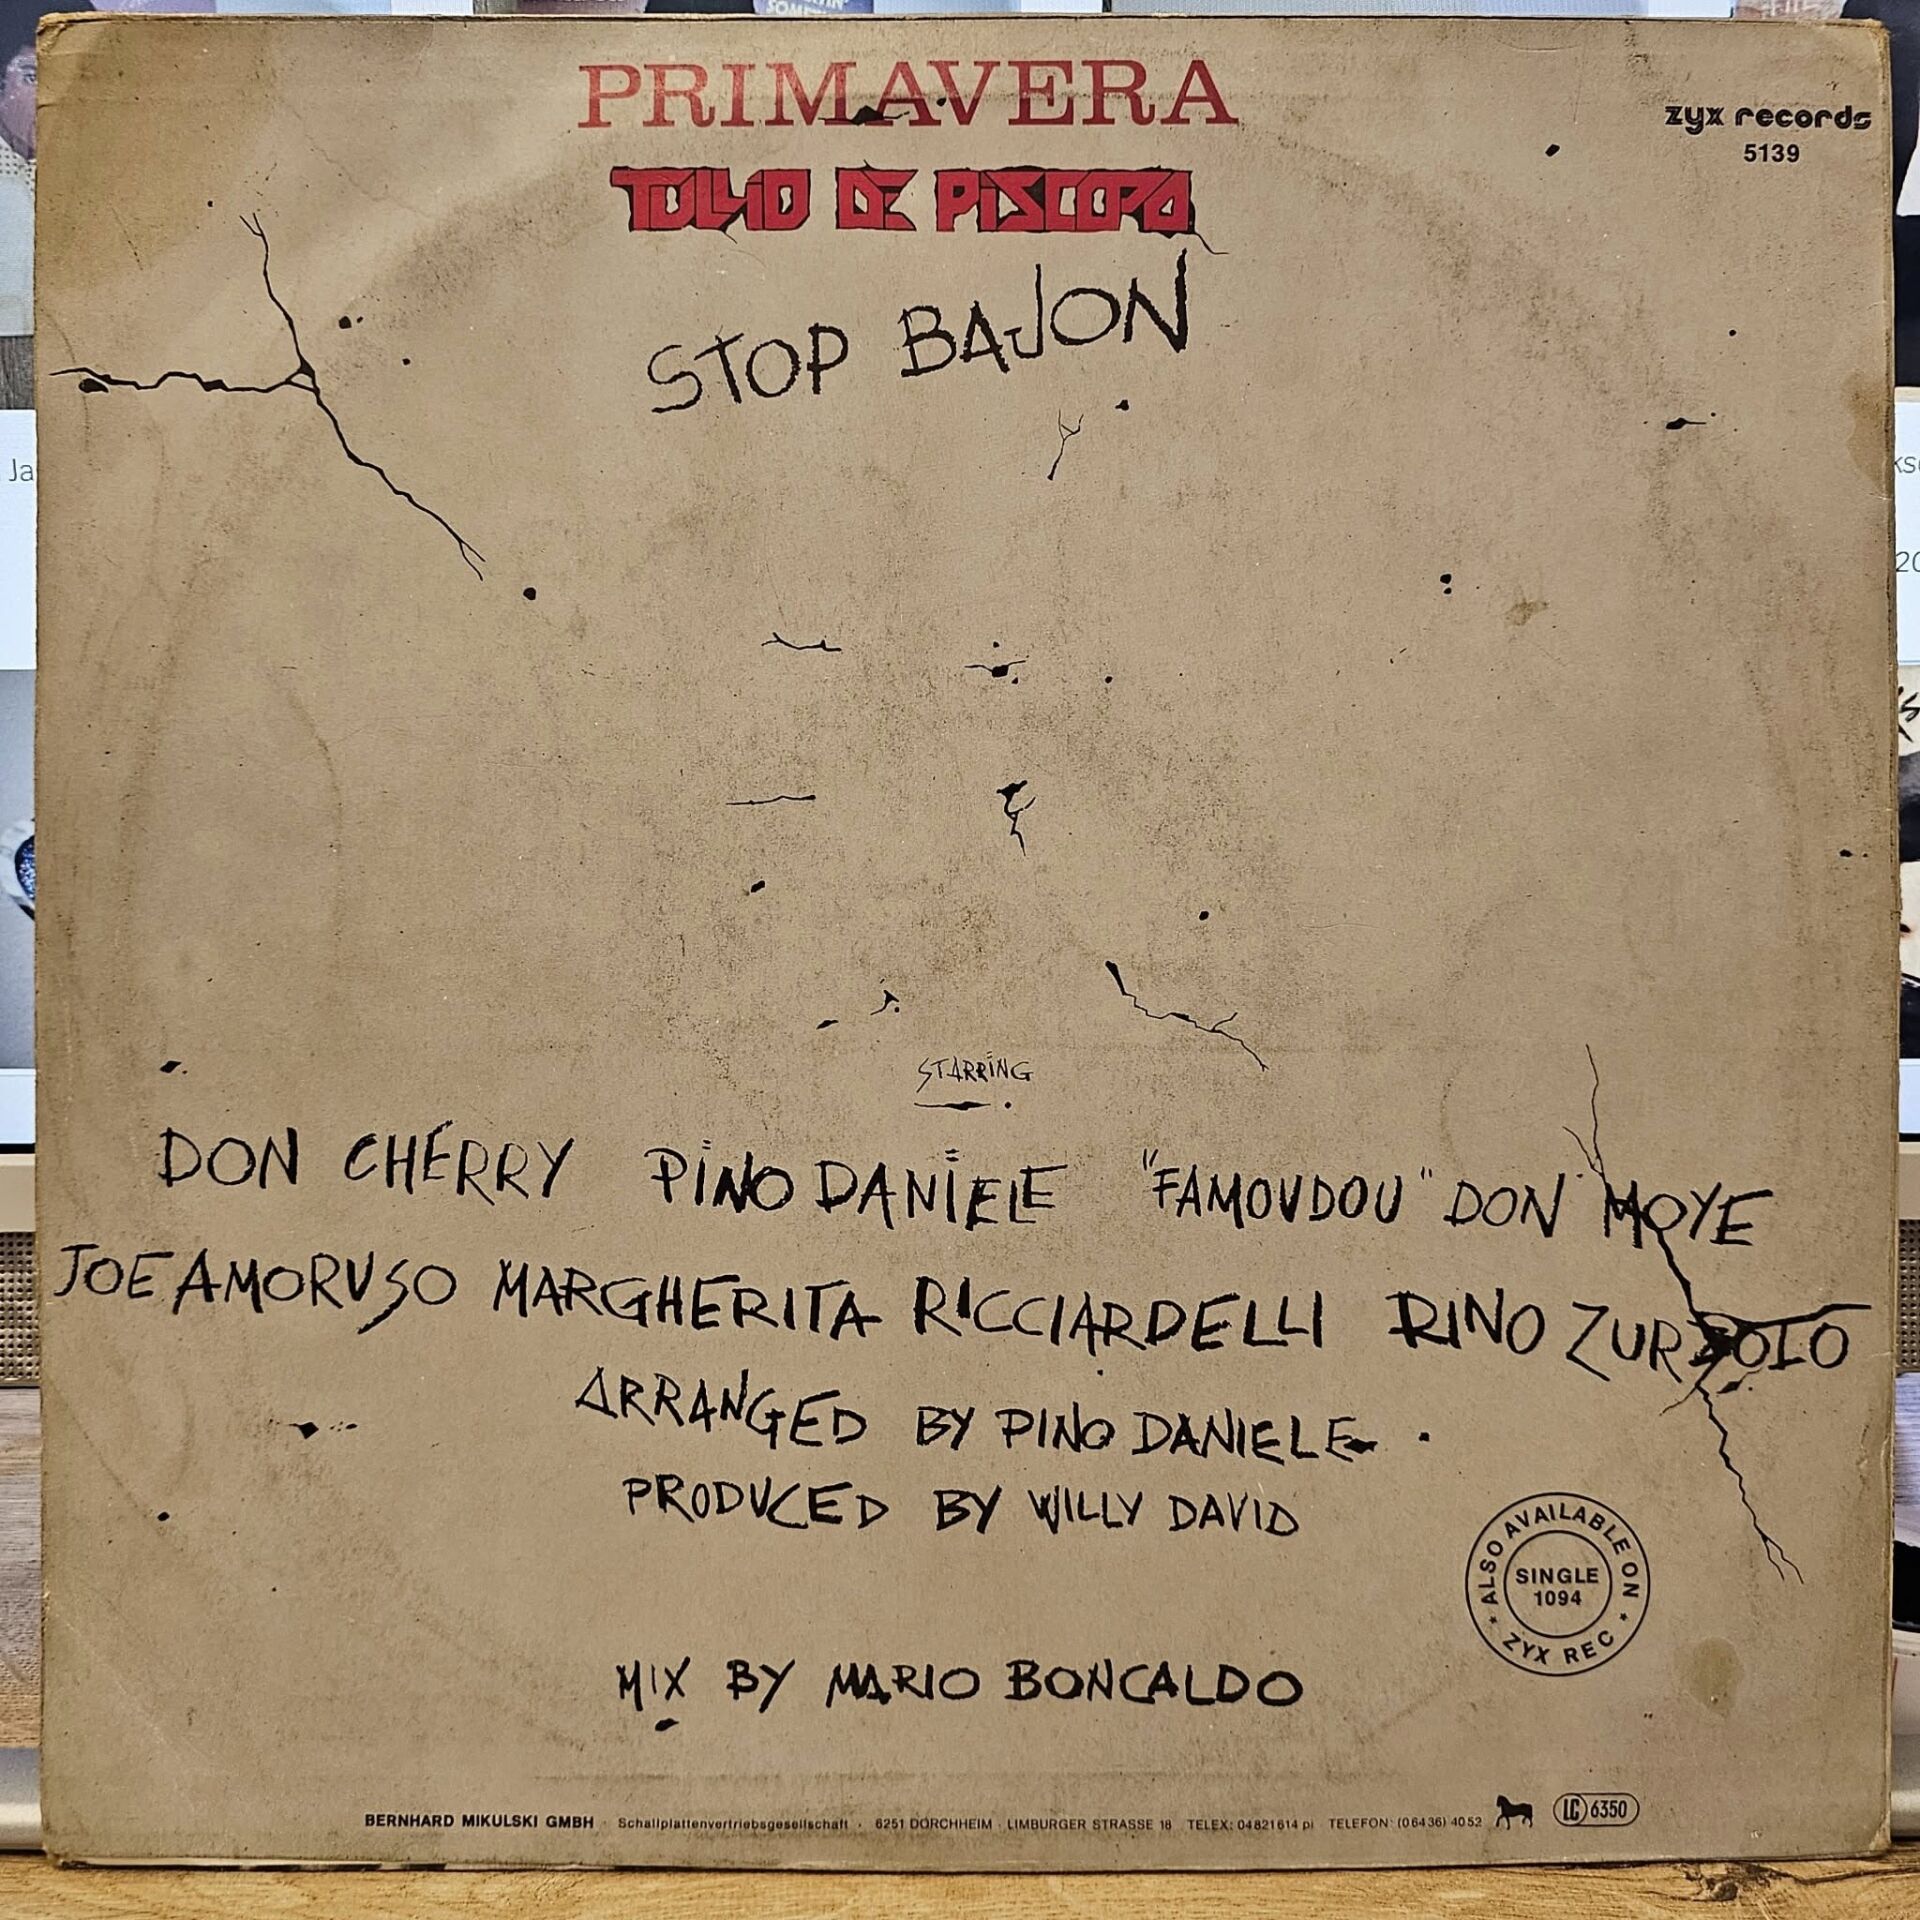 PRIMAVERA
zyx records
5139
TULLIO DE PISCOPO
STOP BAJON
STARRING
DON CHERRY PINO DANIELE "FAMOUDOU" DON MOYE
JOE AMORUSO MARGHERITA RICCIARDELLI RINO ZURZOLO
ARRANGED BY PINO DANIELE
PRODUCED BY WILLY DAVID
ALSO AVAILABLE ON
SINGLE
1094
* ZYX REC *
MIX BY MARIO BONCALDO
BERNHARD MIKULSKI GMBH · Schallplattenvertriebsgesellschaft · 6251 DORCHHEIM · LIMBURGER STRASSE 18 TELEX: 04821614 pi TELEFON: (06436) 4052 LC 6350